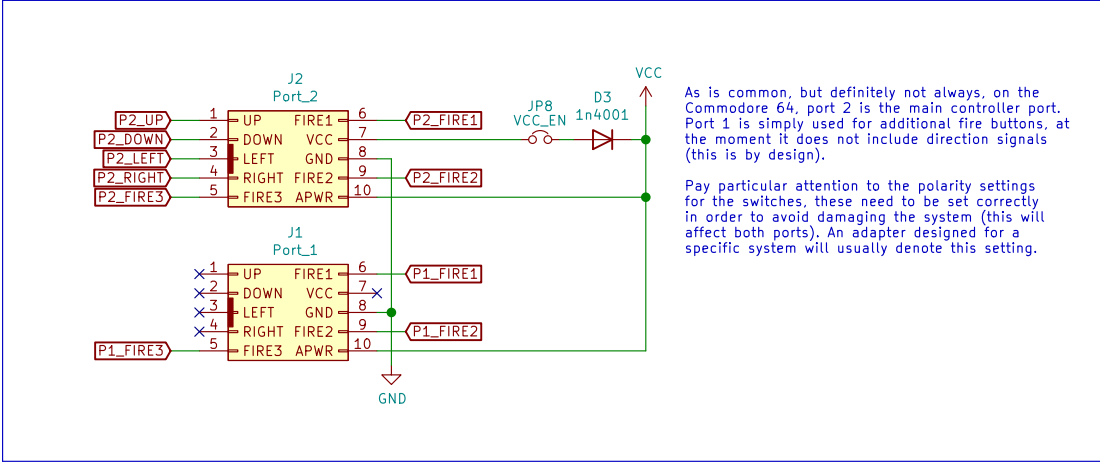 VCC
J2
Port_2
JP8
VCC_EN
D3
1n4001
P2_UP 1 UP FIRE1 6 P2_FIRE1
P2_DOWN 2 DOWN VCC 7
P2_LEFT 3 LEFT GND 8
P2_RIGHT 4 RIGHT FIRE2 9 P2_FIRE2
P2_FIRE3 5 FIRE3 APWR 10
As is common, but definitely not always, on the
Commodore 64, port 2 is the main controller port.
Port 1 is simply used for additional fire buttons, at
the moment it does not include direction signals
(this is by design).
Pay particular attention to the polarity settings
for the switches, these need to be set correctly
in order to avoid damaging the system (this will
affect both ports). An adapter designed for a
specific system will usually denote this setting.
J1
Port_1
1 UP FIRE1 6 P1_FIRE1
2 DOWN VCC 7
3 LEFT GND 8
4 RIGHT FIRE2 9 P1_FIRE2
P1_FIRE3 5 FIRE3 APWR 10
GND